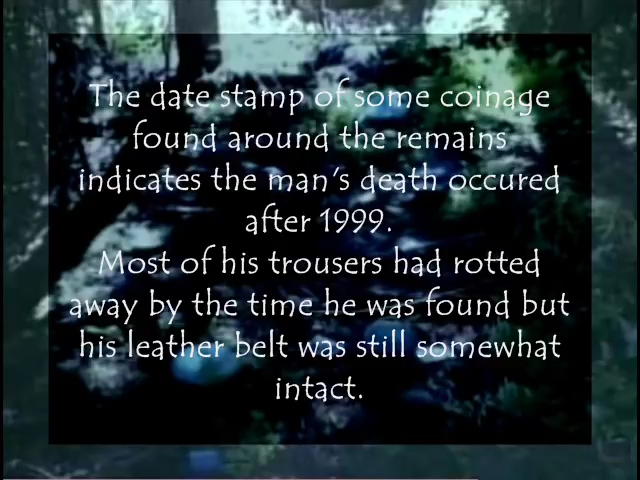 The date stamp of some coinage
found around the remains
indicates the man's death occured
after 1999.
Most of his trousers had rotted
away by the time he was found but
his leather belt was still somewhat
intact.